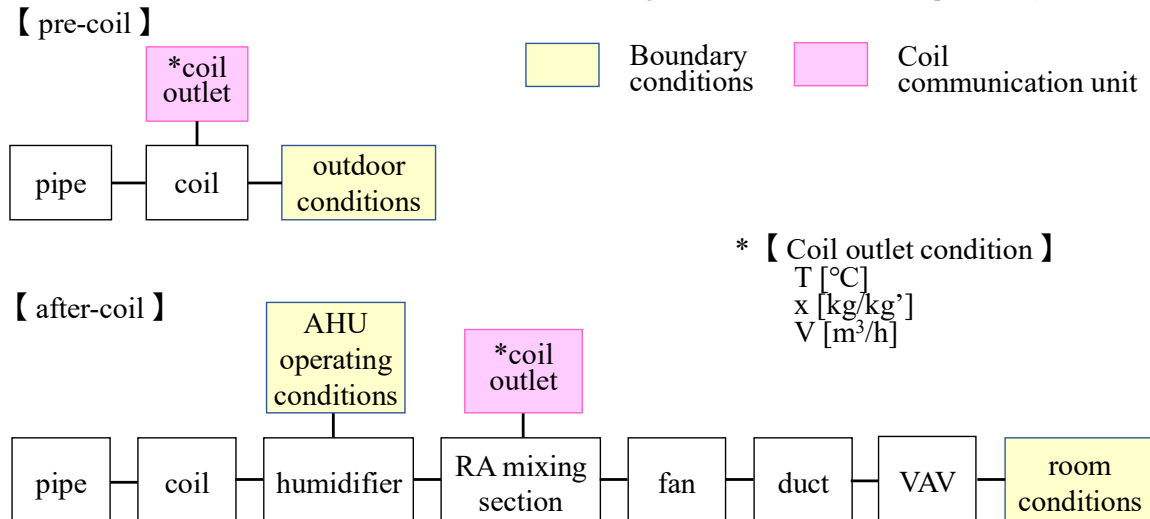 【 pre-coil 】
*coil
outlet
Boundary
conditions
Coil
communication unit
pipe
coil
outdoor
conditions
* 【 Coil outlet condition 】
T [°C]
x [kg/kg’]
V [m³/h]
【 after-coil 】
AHU
operating
conditions
*coil
outlet
pipe
coil
humidifier
RA mixing
section
fan
duct
VAV
room
conditions